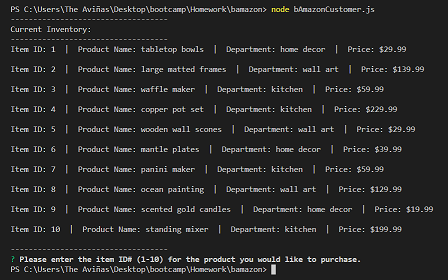 PS C:\Users\The Aviñas\Desktop\bootcamp\Homework\bamazon> node bAmazonCustomer.js
----------------------------------
Current Inventory:
----------------------------------
Item ID: 1 | Product Name: tabletop bowls | Department: home decor | Price: $29.99
Item ID: 2 | Product Name: large matted frames | Department: wall art | Price: $139.99
Item ID: 3 | Product Name: waffle maker | Department: kitchen | Price: $59.99
Item ID: 4 | Product Name: copper pot set | Department: kitchen | Price: $229.99
Item ID: 5 | Product Name: wooden wall scones | Department: wall art | Price: $29.99
Item ID: 6 | Product Name: mantle plates | Department: home decor | Price: $39.99
Item ID: 7 | Product Name: panini maker | Department: kitchen | Price: $59.99
Item ID: 8 | Product Name: ocean painting | Department: wall art | Price: $129.99
Item ID: 9 | Product Name: scented gold candles | Department: home decor | Price: $19.99
Item ID: 10 | Product Name: standing mixer | Department: kitchen | Price: $199.99
----------------------------------
? Please enter the item ID# (1-10) for the product you would like to purchase.
PS C:\Users\The Aviñas\Desktop\bootcamp\Homework\bamazon>